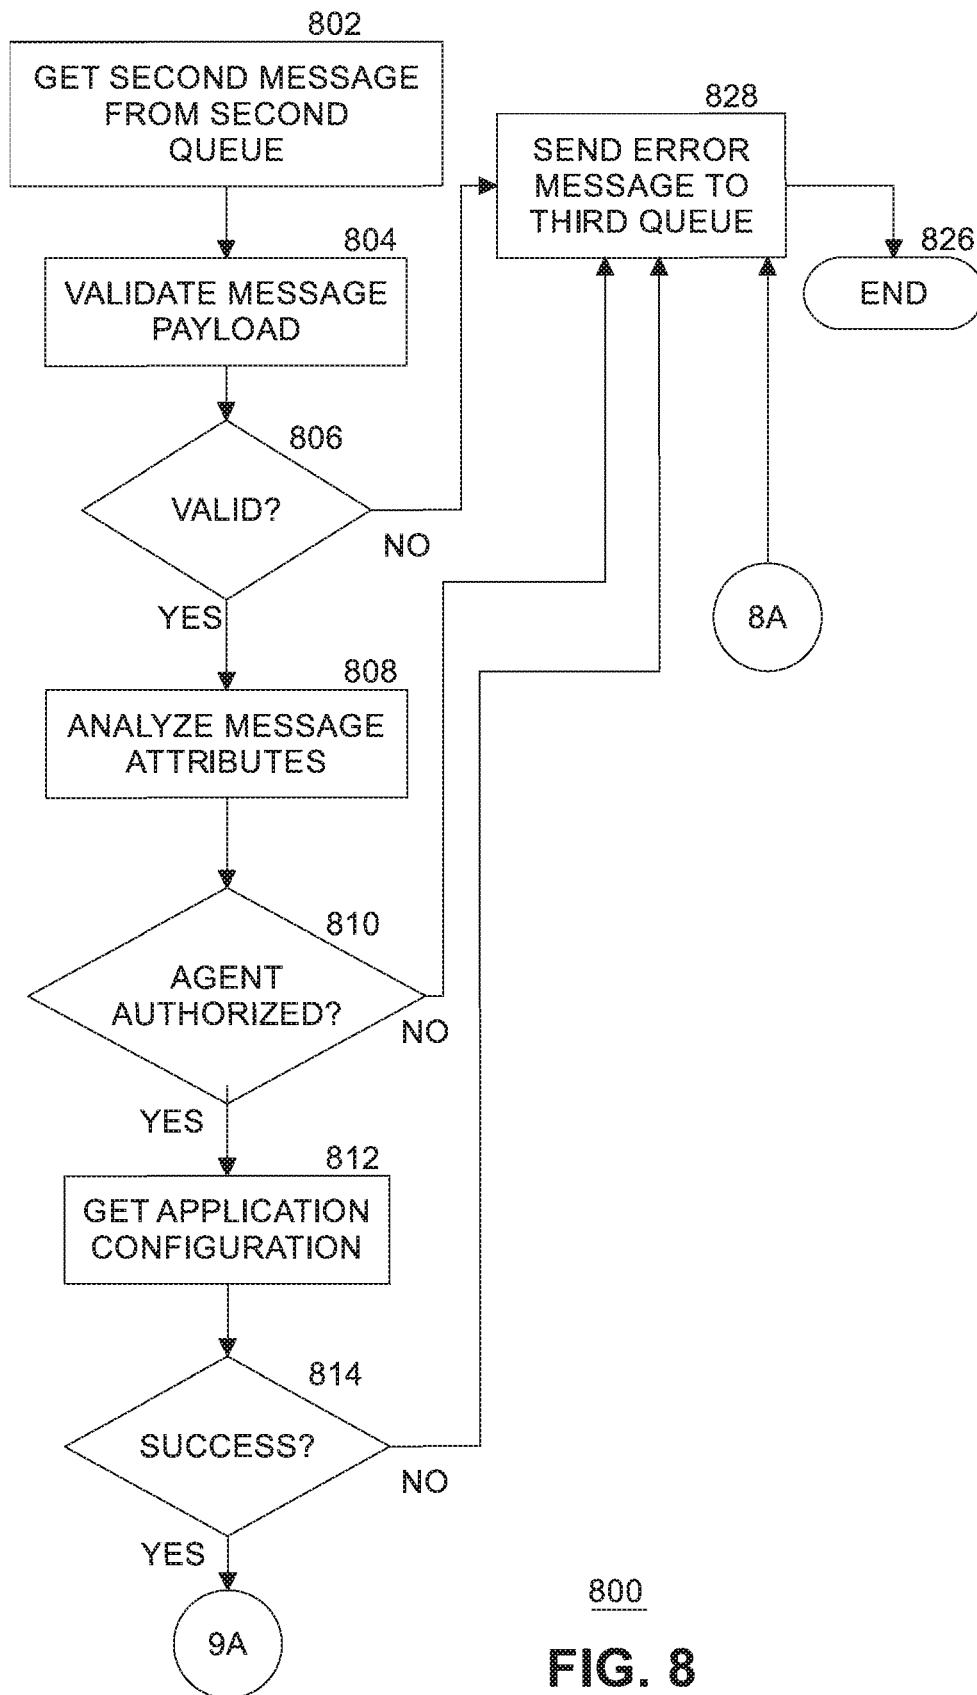 802
GET SECOND MESSAGE
FROM SECOND
QUEUE
828
SEND ERROR
MESSAGE TO
THIRD QUEUE
804
VALIDATE MESSAGE
PAYLOAD
826
END
806
VALID?
NO
YES
8A
808
ANALYZE MESSAGE
ATTRIBUTES
810
AGENT
AUTHORIZED?
NO
YES
812
GET APPLICATION
CONFIGURATION
814
SUCCESS?
NO
YES
9A
800
FIG. 8